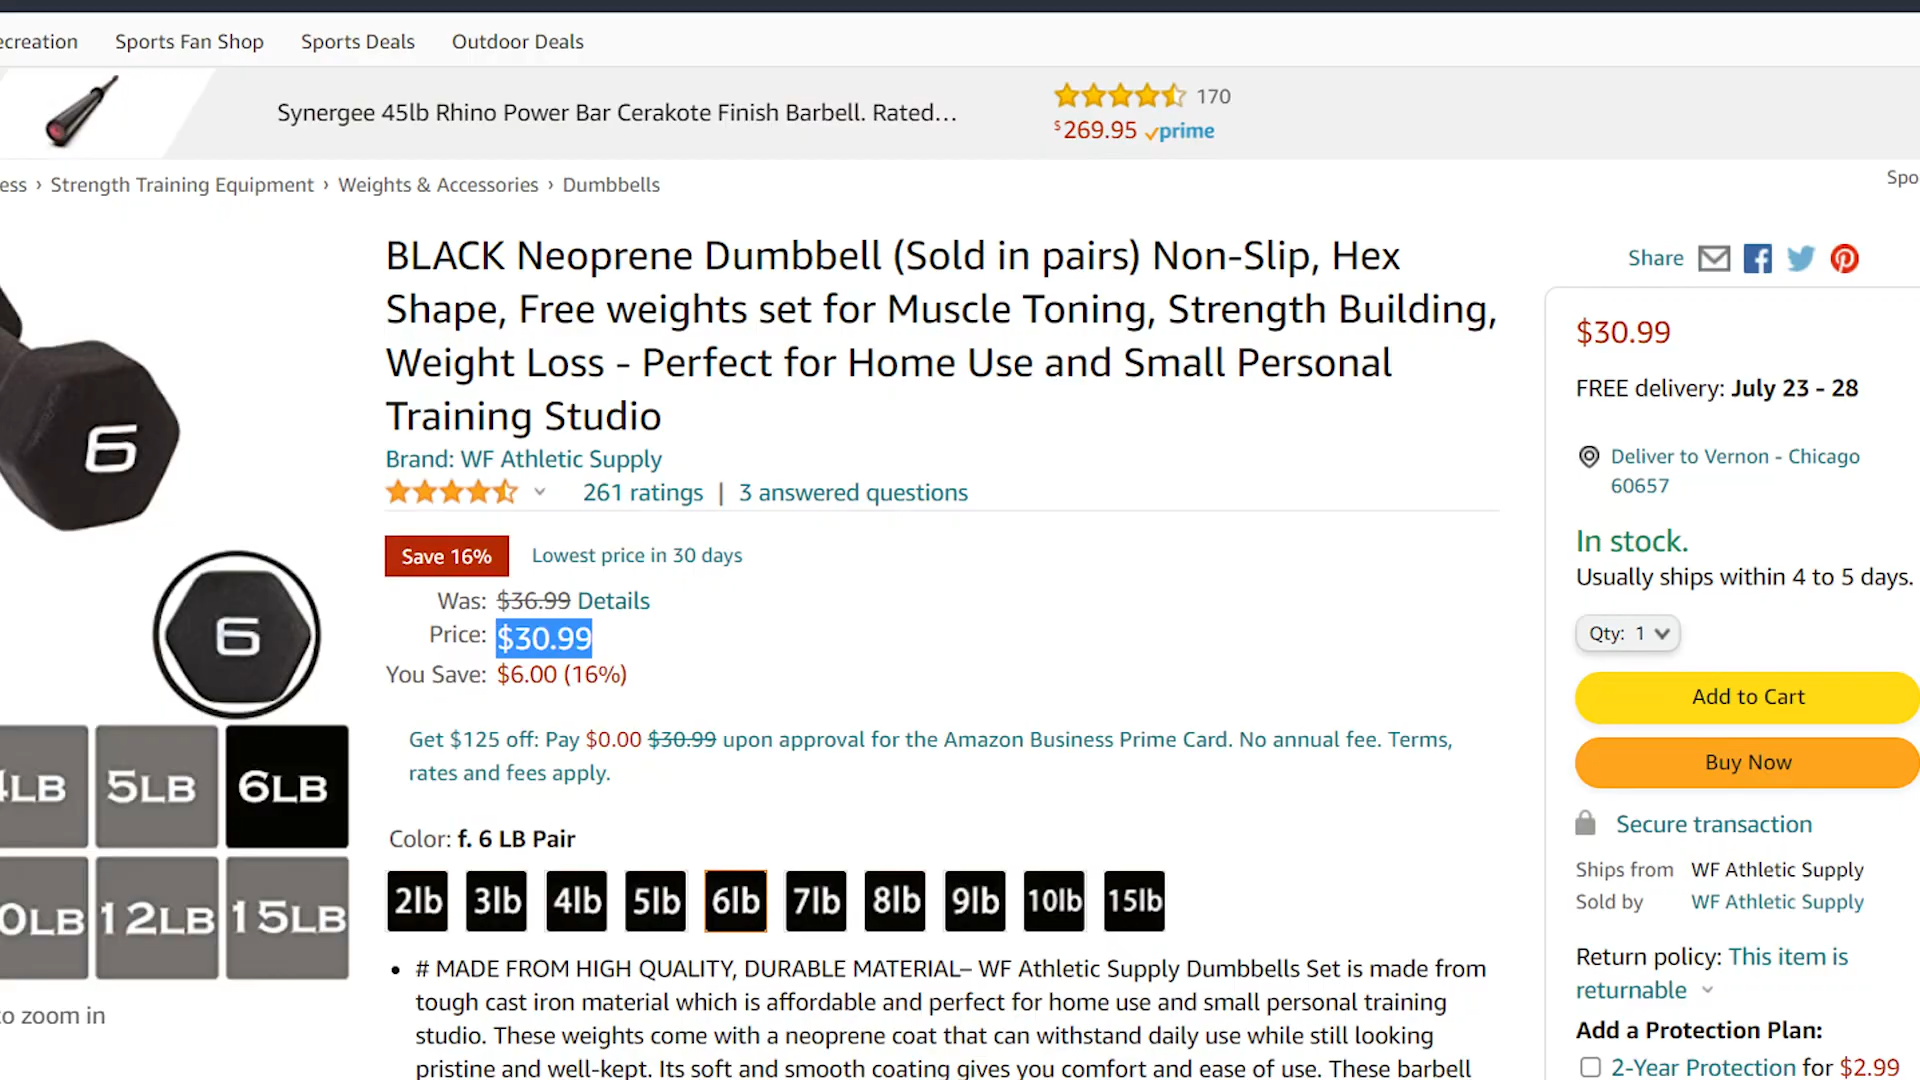 ecreation Sports Fan Shop Sports Deals Outdoor Deals
Synergee 45lb Rhino Power Bar Cerakote Finish Barbell. Rated…
170
$269.95 prime
ess › Strength Training Equipment › Weights & Accessories › Dumbbells
Spo
BLACK Neoprene Dumbbell (Sold in pairs) Non-Slip, Hex
Shape, Free weights set for Muscle Toning, Strength Building,
Weight Loss - Perfect for Home Use and Small Personal
Training Studio
Brand: WF Athletic Supply
261 ratings | 3 answered questions
Save 16% Lowest price in 30 days
Was: $36.99 Details
Price: $30.99
You Save: $6.00 (16%)
Get $125 off: Pay $0.00 $30.99 upon approval for the Amazon Business Prime Card. No annual fee. Terms,
rates and fees apply.
Color: f. 6 LB Pair
2lb 3lb 4lb 5lb 6lb 7lb 8lb 9lb 10lb 15lb
• # MADE FROM HIGH QUALITY, DURABLE MATERIAL– WF Athletic Supply Dumbbells Set is made from
tough cast iron material which is affordable and perfect for home use and small personal training
studio. These weights come with a neoprene coat that can withstand daily use while still looking
pristine and well-kept. Its soft and smooth coating gives you comfort and ease of use. These barbell
6
6
4LB 5LB 6LB
0LB 12LB 15LB
to zoom in
Share
$30.99
FREE delivery: July 23 - 28
Deliver to Vernon - Chicago
60657
In stock.
Usually ships within 4 to 5 days.
Qty: 1
Add to Cart
Buy Now
Secure transaction
Ships from WF Athletic Supply
Sold by WF Athletic Supply
Return policy: This item is
returnable
Add a Protection Plan:
2-Year Protection for $2.99